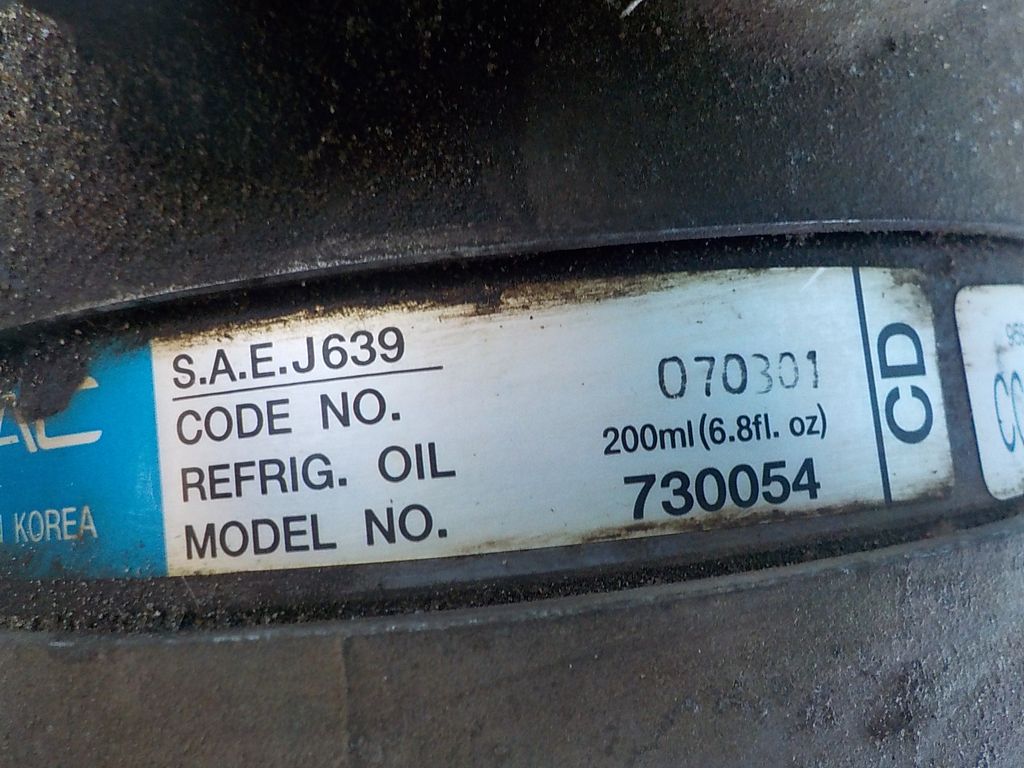 S.A.E.J639
CODE NO. 070301
REFRIG. OIL 200ml(6.8fl. oz)
MODEL NO. 730054
CD
KOREA